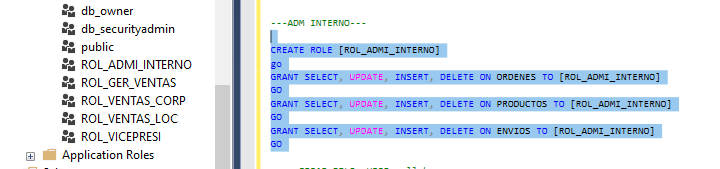 db_owner
db_securityadmin
public
ROL_ADMI_INTERNO
ROL_GER_VENTAS
ROL_VENTAS_CORP
ROL_VENTAS_LOC
ROL_VICEPRESI
Application Roles
---ADM INTERNO---
CREATE ROLE [ROL_ADMI_INTERNO]
go
GRANT SELECT, UPDATE, INSERT, DELETE ON ORDENES TO [ROL_ADMI_INTERNO]
GO
GRANT SELECT, UPDATE, INSERT, DELETE ON PRODUCTOS TO [ROL_ADMI_INTERNO]
GO
GRANT SELECT, UPDATE, INSERT, DELETE ON ENVIOS TO [ROL_ADMI_INTERNO]
GO